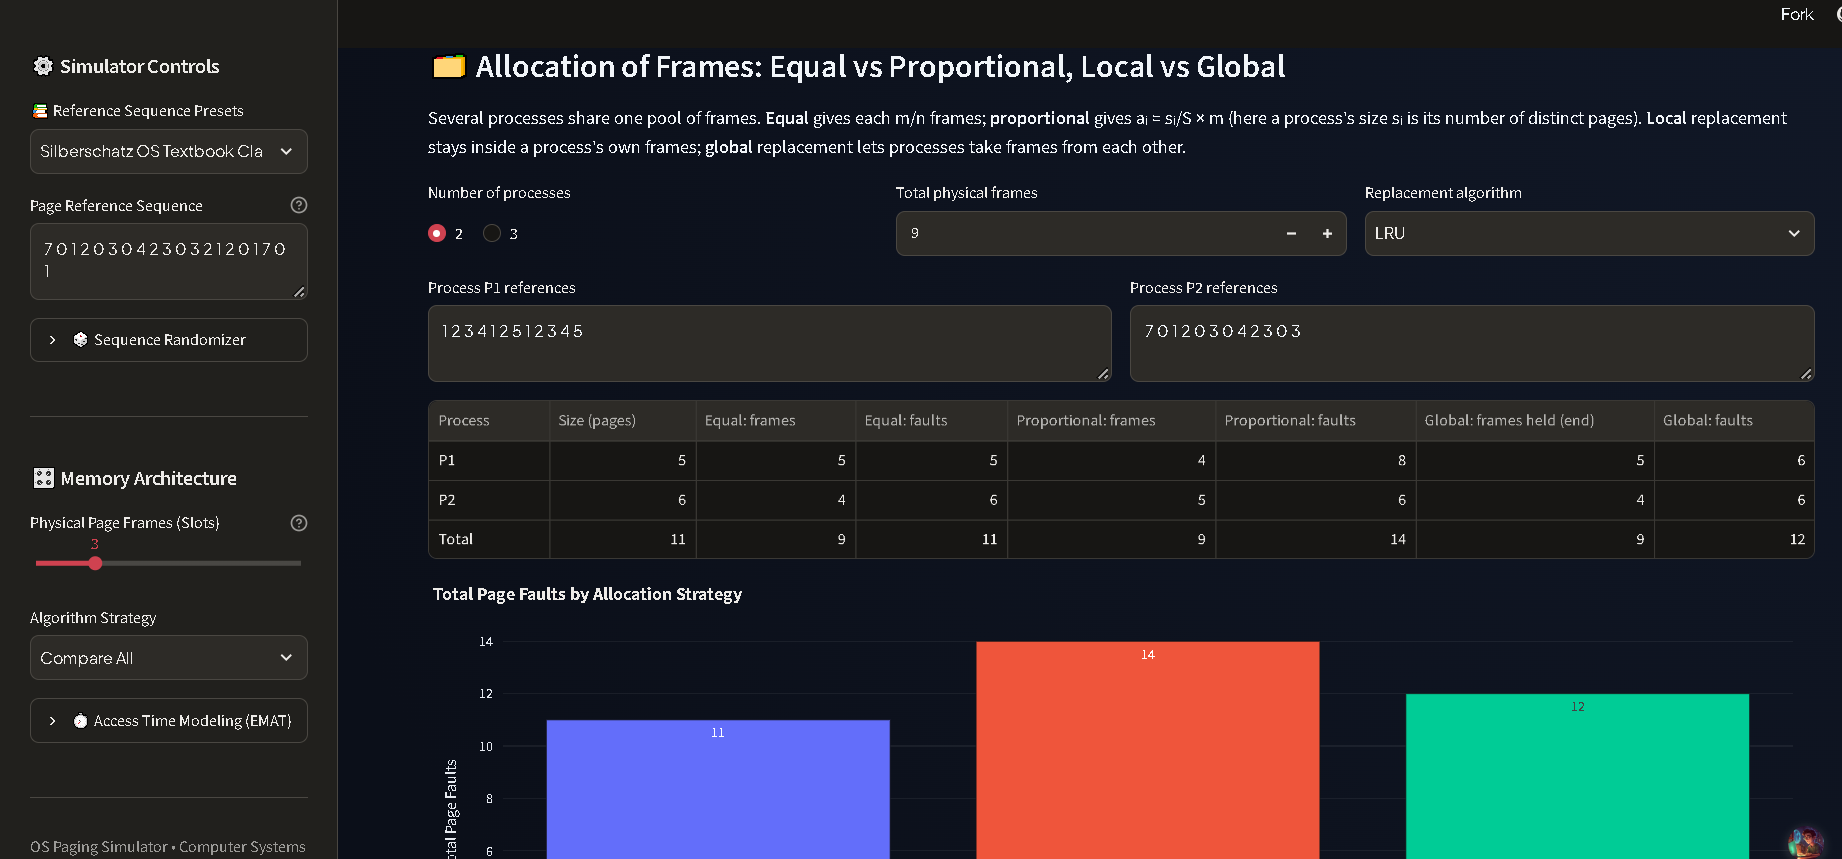 Fork
Simulator Controls
Reference Sequence Presets
Silberschatz OS Textbook Cla
Page Reference Sequence
7 0 1 2 0 3 0 4 2 3 0 3 2 1 2 0 1 7 0
1
Sequence Randomizer
Memory Architecture
Physical Page Frames (Slots)
3
Algorithm Strategy
Compare All
Access Time Modeling (EMAT)
OS Paging Simulator • Computer Systems
Allocation of Frames: Equal vs Proportional, Local vs Global
Several processes share one pool of frames. Equal gives each m/n frames; proportional gives aᵢ = sᵢ/S × m (here a process's size sᵢ is its number of distinct pages). Local replacement
stays inside a process's own frames; global replacement lets processes take frames from each other.
Number of processes
2 3
Total physical frames
9
Replacement algorithm
LRU
Process P1 references
1 2 3 4 1 2 5 1 2 3 4 5
Process P2 references
7 0 1 2 0 3 0 4 2 3 0 3
Process Size (pages) Equal: frames Equal: faults Proportional: frames Proportional: faults Global: frames held (end) Global: faults
P1 5 5 5 4 8 5 6
P2 6 4 6 5 6 4 6
Total 11 9 11 9 14 9 12
Total Page Faults by Allocation Strategy
14
12
10
8
6
11
14
12